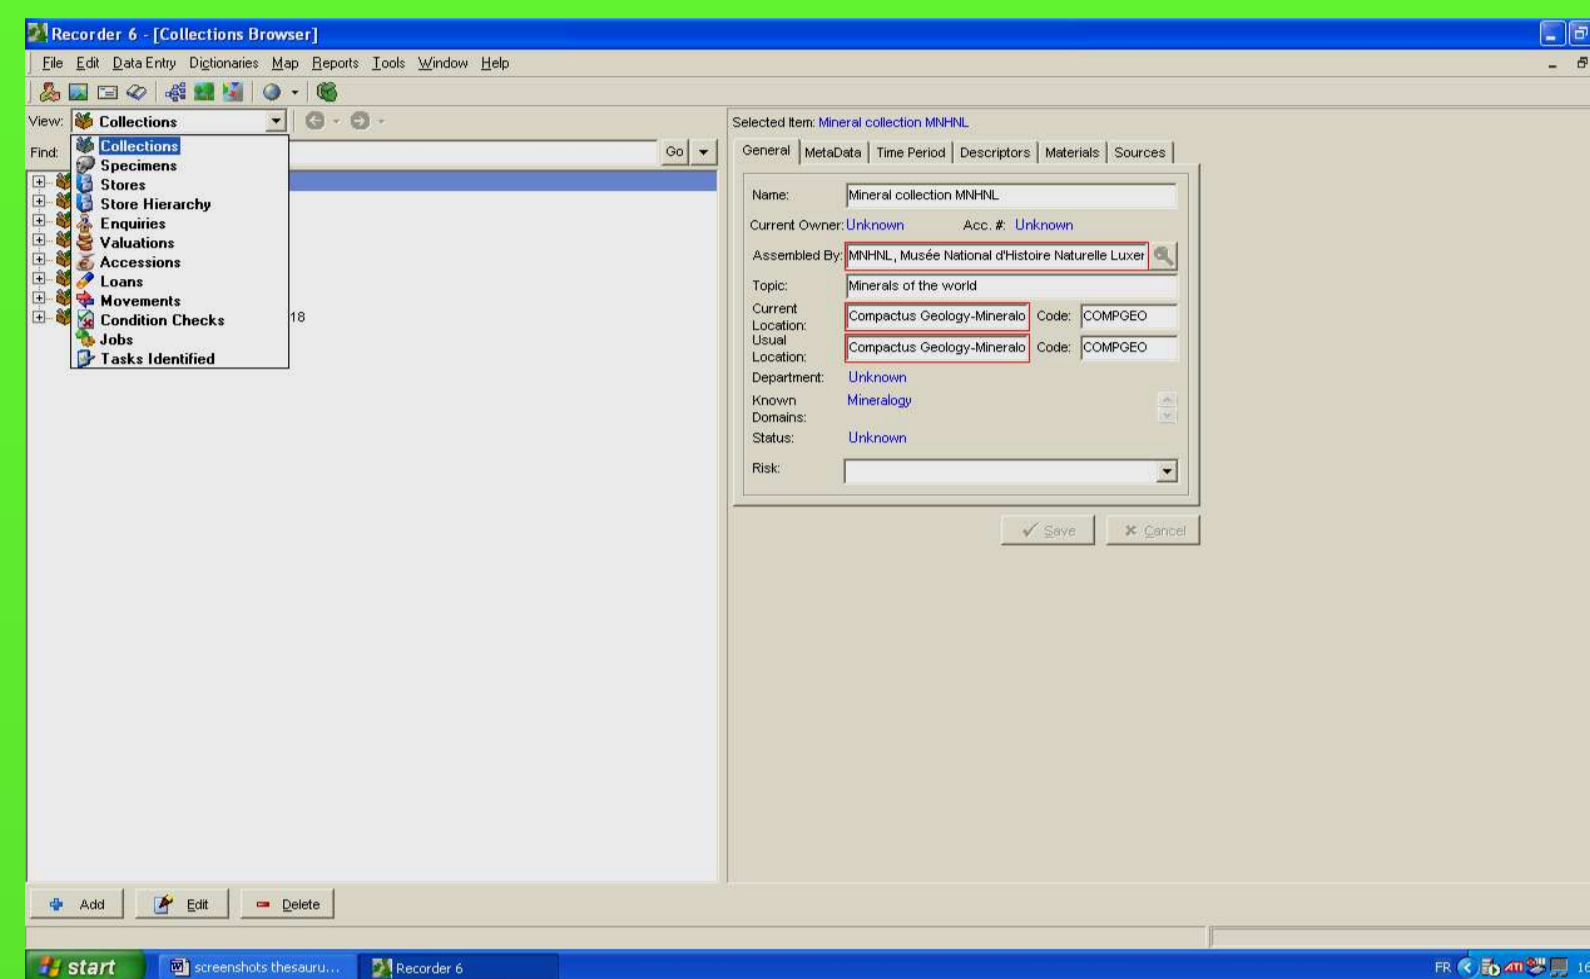 Recorder 6 - [Collections Browser]
File Edit Data Entry Dictionaries Map Reports Tools Window Help
View: Collections
Find: Go
Collections
Specimens
Stores
Store Hierarchy
Enquiries
Valuations
Accessions
Loans
Movements
Condition Checks 18
Jobs
Tasks Identified
Selected Item: Mineral collection MNHNL
General MetaData Time Period Descriptors Materials Sources
Name: Mineral collection MNHNL
Current Owner: Unknown Acc. #: Unknown
Assembled By: MNHNL, Musée National d'Histoire Naturelle Luxer
Topic: Minerals of the world
Current Location: Compactus Geology-Mineralo Code: COMPGEO
Usual Location: Compactus Geology-Mineralo Code: COMPGEO
Department: Unknown
Known Domains: Mineralogy
Status: Unknown
Risk:
Save Cancel
Add Edit Delete
start screenshots thesauru... Recorder 6 FR ATI 16